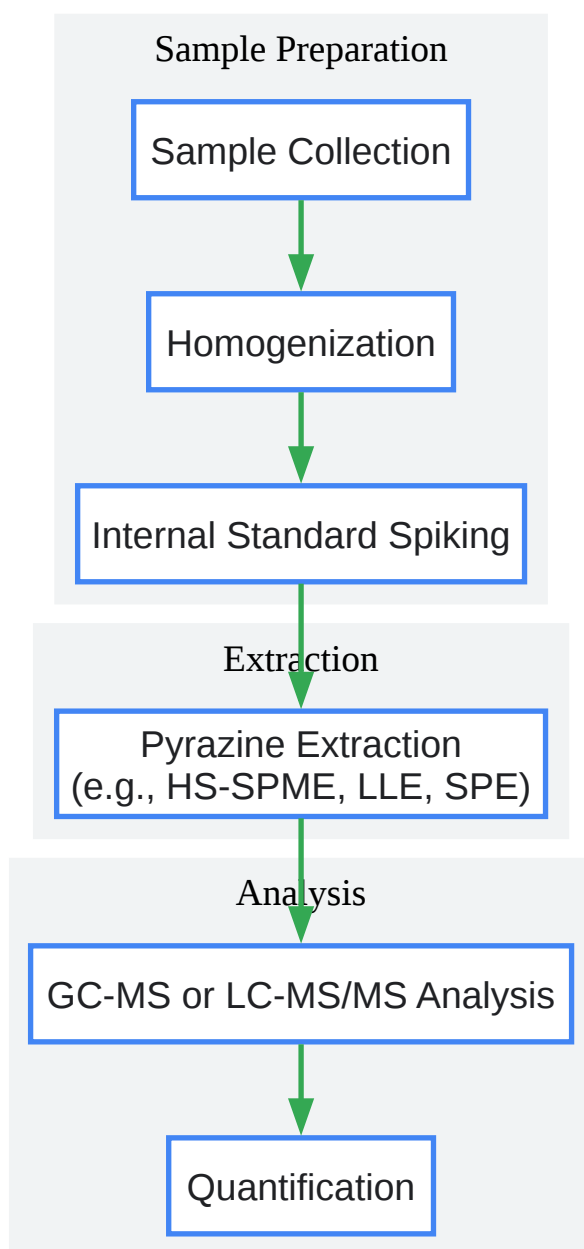 Sample Preparation
Sample Collection
Homogenization
Internal Standard Spiking
Extraction
Pyrazine Extraction
(e.g., HS-SPME, LLE, SPE)
Analysis
GC-MS or LC-MS/MS Analysis
Quantification